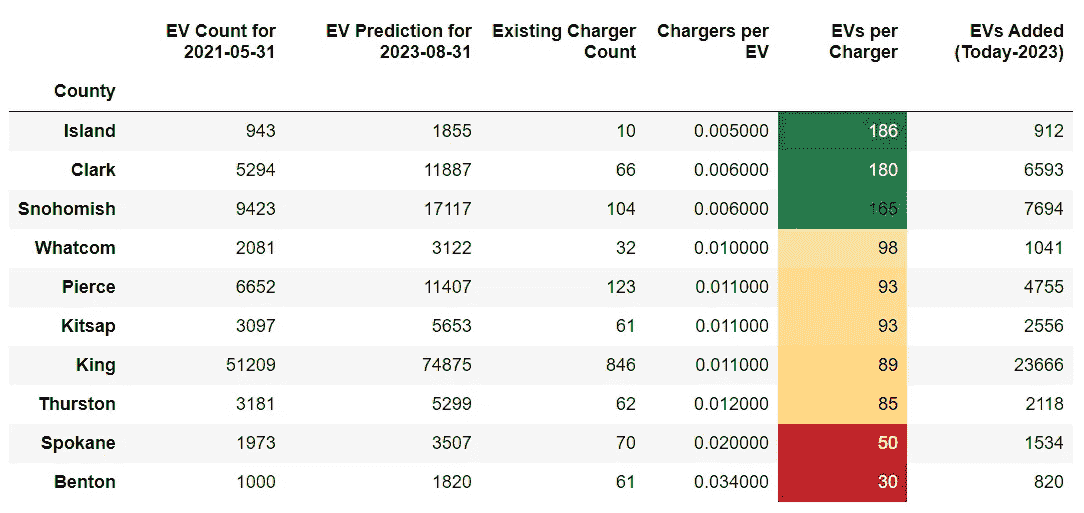 EV Count for 2021-05-31 EV Prediction for 2023-08-31 Existing Charger Count Chargers per EV EVs per Charger EVs Added (Today-2023)
County
Island 943 1855 10 0.005000 186 912
Clark 5294 11887 66 0.006000 180 6593
Snohomish 9423 17117 104 0.006000 165 7694
Whatcom 2081 3122 32 0.010000 98 1041
Pierce 6652 11407 123 0.011000 93 4755
Kitsap 3097 5653 61 0.011000 93 2556
King 51209 74875 846 0.011000 89 23666
Thurston 3181 5299 62 0.012000 85 2118
Spokane 1973 3507 70 0.020000 50 1534
Benton 1000 1820 61 0.034000 30 820